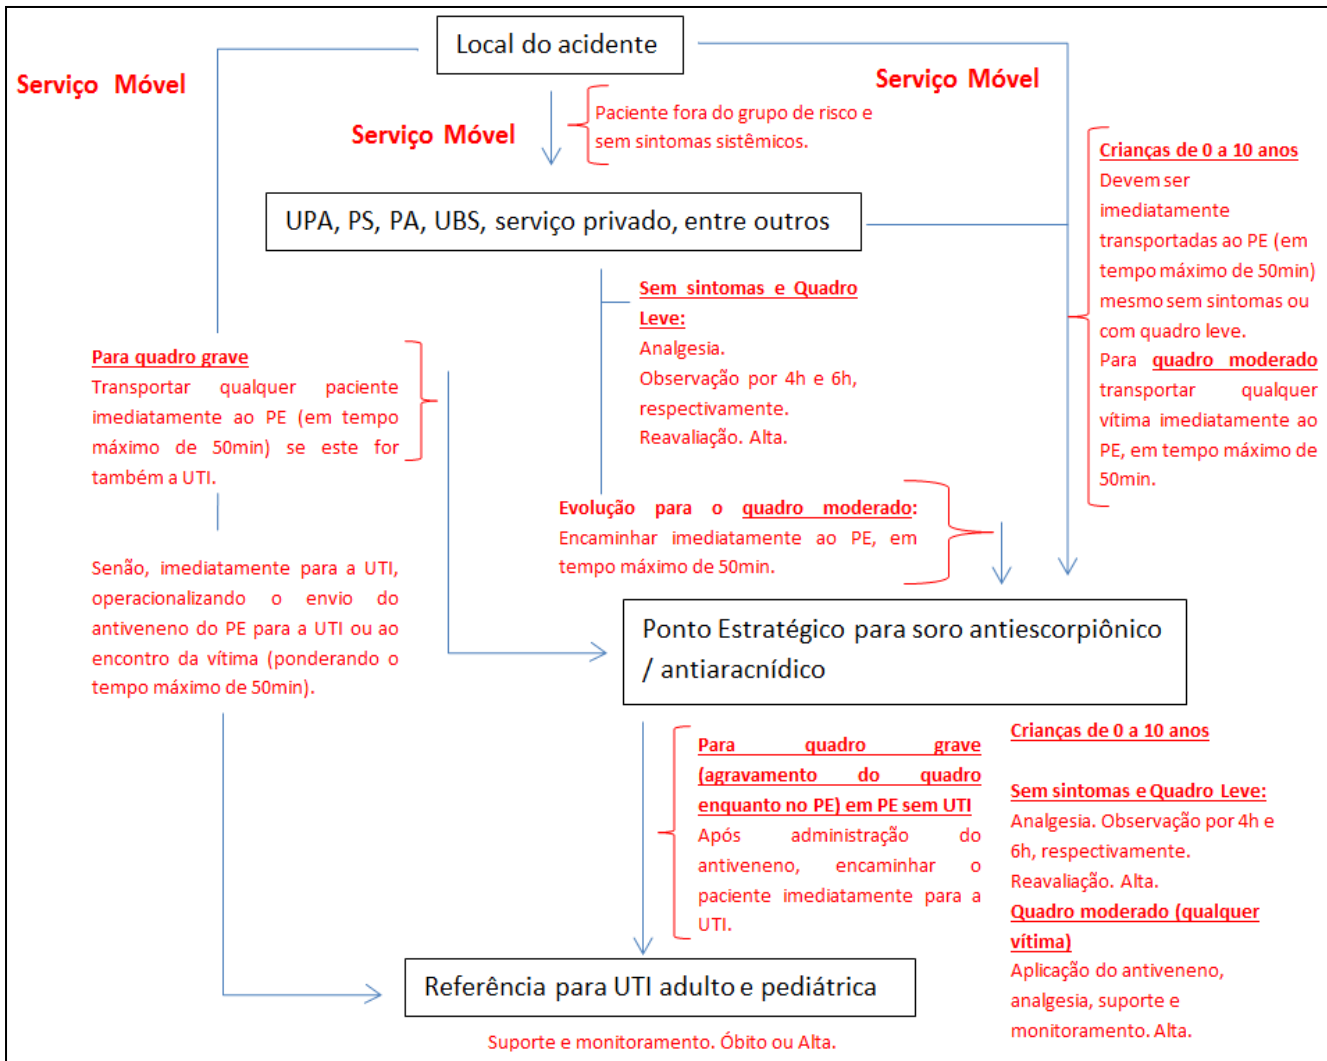 Local do acidente
Serviço Móvel
Serviço Móvel
Serviço Móvel
Paciente fora do grupo de risco e
sem sintomas sistêmicos.
UPA, PS, PA, UBS, serviço privado, entre outros
Crianças de 0 a 10 anos
Devem ser
imediatamente
transportadas ao PE (em
tempo máximo de 50min)
mesmo sem sintomas ou
com quadro leve.
Para quadro moderado
transportar qualquer
vítima imediatamente ao
PE, em tempo máximo de
50min.
Sem sintomas e Quadro
Leve:
Analgesia.
Observação por 4h e 6h,
respectivamente.
Reavaliação. Alta.
Para quadro grave
Transportar qualquer paciente
imediatamente ao PE (em tempo
máximo de 50min) se este for
também a UTI.
Senão, imediatamente para a UTI,
operacionalizando o envio do
antiveneno do PE para a UTI ou ao
encontro da vítima (ponderando o
tempo máximo de 50min).
Evolução para o quadro moderado:
Encaminhar imediatamente ao PE, em
tempo máximo de 50min.
Ponto Estratégico para soro antiescorpiônico
/ antiaracnídico
Para quadro grave
(agravamento do quadro
enquanto no PE) em PE sem UTI
Após administração do
antiveneno, encaminhar o
paciente imediatamente para a
UTI.
Crianças de 0 a 10 anos
Sem sintomas e Quadro Leve:
Analgesia. Observação por 4h e
6h, respectivamente.
Reavaliação. Alta.
Quadro moderado (qualquer
vítima)
Aplicação do antiveneno,
analgesia, suporte e
monitoramento. Alta.
Referência para UTI adulto e pediátrica
Suporte e monitoramento. Óbito ou Alta.